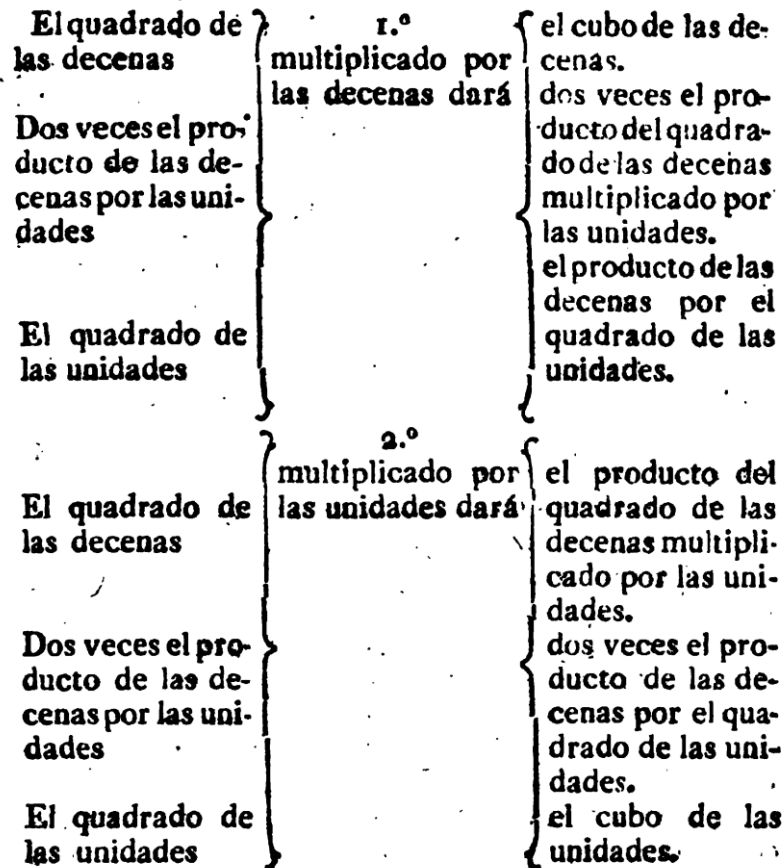 El quadrado de
las decenas
Dos veces el pro-
ducto de las de-
cenas por las uni-
dades
El quadrado de
las unidades
1.º
multiplicado por
las decenas dará
el cubo de las de-
cenas.
dos veces el pro-
ducto del quadra-
do de las decenas
multiplicado por
las unidades.
el producto de las
decenas por el
quadrado de las
unidades.
El quadrado de
las decenas
Dos veces el pro-
ducto de las de-
cenas por las uni-
dades
El quadrado de
las unidades
2.º
multiplicado por
las unidades dará
el producto del
quadrado de las
decenas multipli-
cado por las uni-
dades.
dos veces el pro-
ducto de las de-
cenas por el qua-
drado de las uni-
dades.
el cubo de las
unidades.